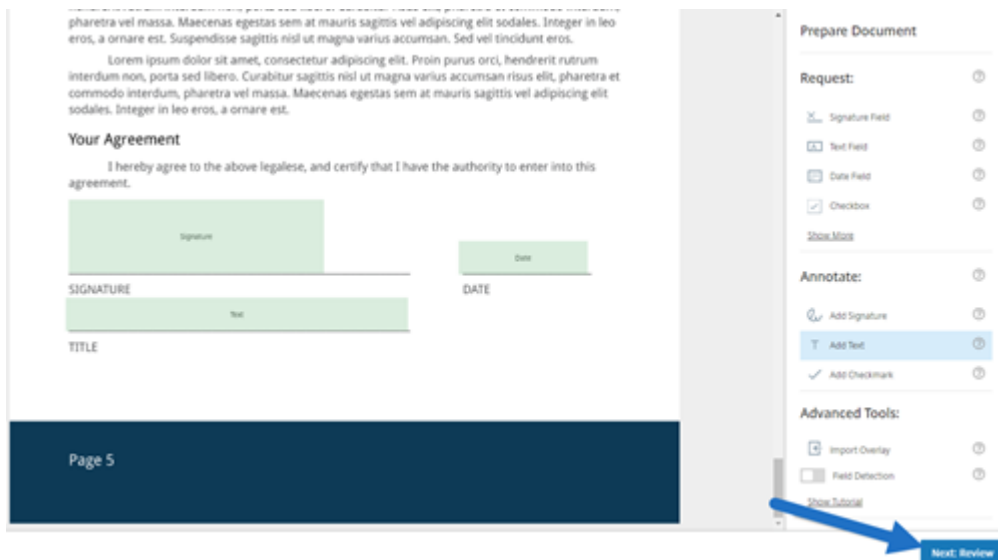 pharetra vel massa. Maecenas egestas sem at mauris sagittis vel adipiscing elit sodales. Integer in leo
eros, a ornare est. Suspendisse sagittis nisl ut magna varius accumsan. Sed vel tincidunt eros.
Lorem ipsum dolor sit amet, consectetur adipiscing elit. Proin purus orci, hendrerit rutrum
interdum non, porta sed libero. Curabitur sagittis nisl ut magna varius accumsan risus elit, pharetra et
commodo interdum, pharetra vel massa. Maecenas egestas sem at mauris sagittis vel adipiscing elit
sodales. Integer in leo eros, a ornare est.
Your Agreement
I hereby agree to the above legalese, and certify that I have the authority to enter into this
agreement.
Signature
Date
SIGNATURE
DATE
Text
TITLE
Page 5
Prepare Document
Request:
Signature Field
Text Field
Date Field
Checkbox
Show More
Annotate:
Add Signature
Add Text
Add Checkmark
Advanced Tools:
Import Overlay
Field Detection
Show Tutorial
Next: Review